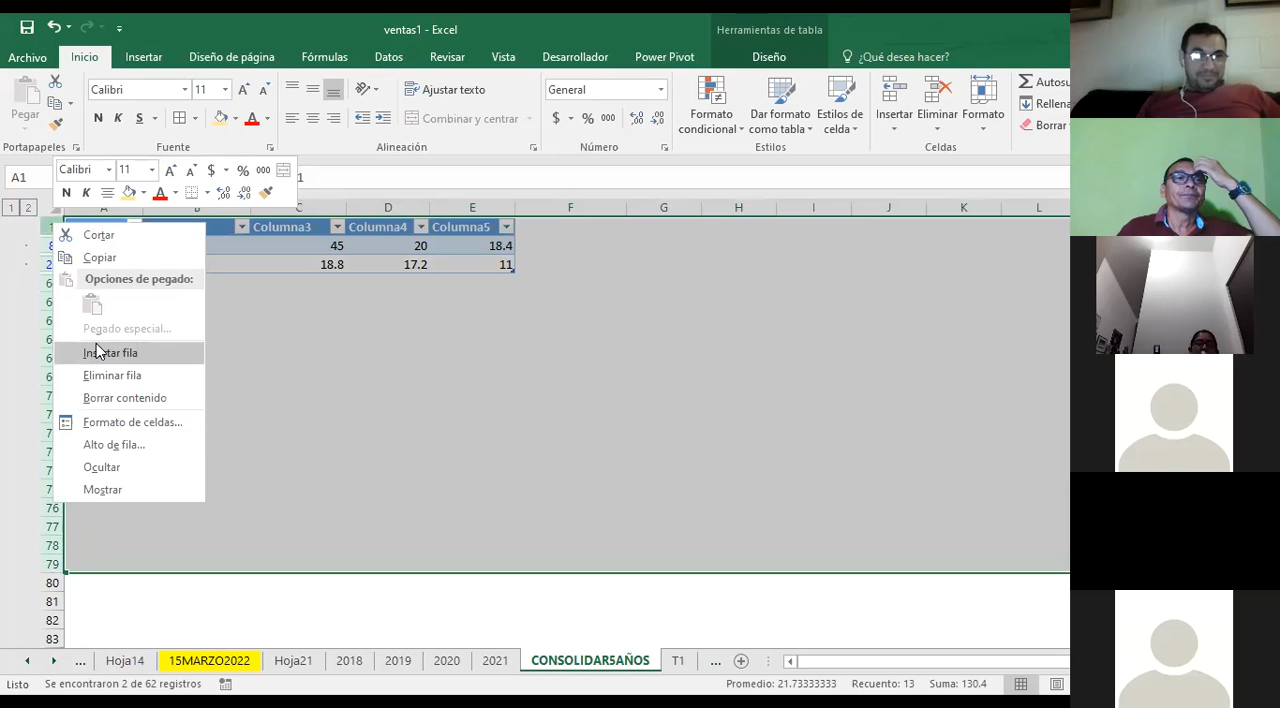 ventas1 - Excel
Herramientas de tabla
Archivo Inicio Insertar Diseño de página Fórmulas Datos Revisar Vista Desarrollador Power Pivot Diseño ¿Qué desea hacer?
Pegar
Calibri 11
N K S
Ajustar texto
Combinar y centrar
General
$ % 000
Formato condicional
Dar formato como tabla
Estilos de celda
Insertar Eliminar Formato
Autosu
Rellena
Borrar
Portapapeles Fuente Alineación Número Estilos Celdas
Calibri 11 $ % 000
N K
A1
1
1 2
A B C D E F G H I J K L
Columna3 Columna4 Columna5
45 20 18.4
18.8 17.2 11
Cortar
Copiar
Opciones de pegado:
Pegado especial...
Insertar fila
Eliminar fila
Borrar contenido
Formato de celdas...
Alto de fila...
Ocultar
Mostrar
76
77
78
79
80
81
82
83
... Hoja14 15MARZO2022 Hoja21 2018 2019 2020 2021 CONSOLIDAR5AÑOS T1 ...
Listo Se encontraron 2 de 62 registros Promedio: 21.73333333 Recuento: 13 Suma: 130.4